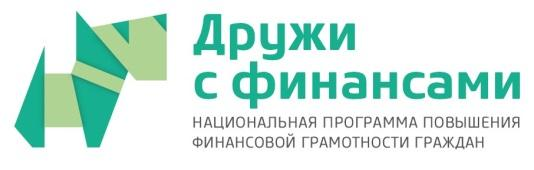 Дружи
с финансами
НАЦИОНАЛЬНАЯ ПРОГРАММА ПОВЫШЕНИЯ
ФИНАНСОВОЙ ГРАМОТНОСТИ ГРАЖДАН